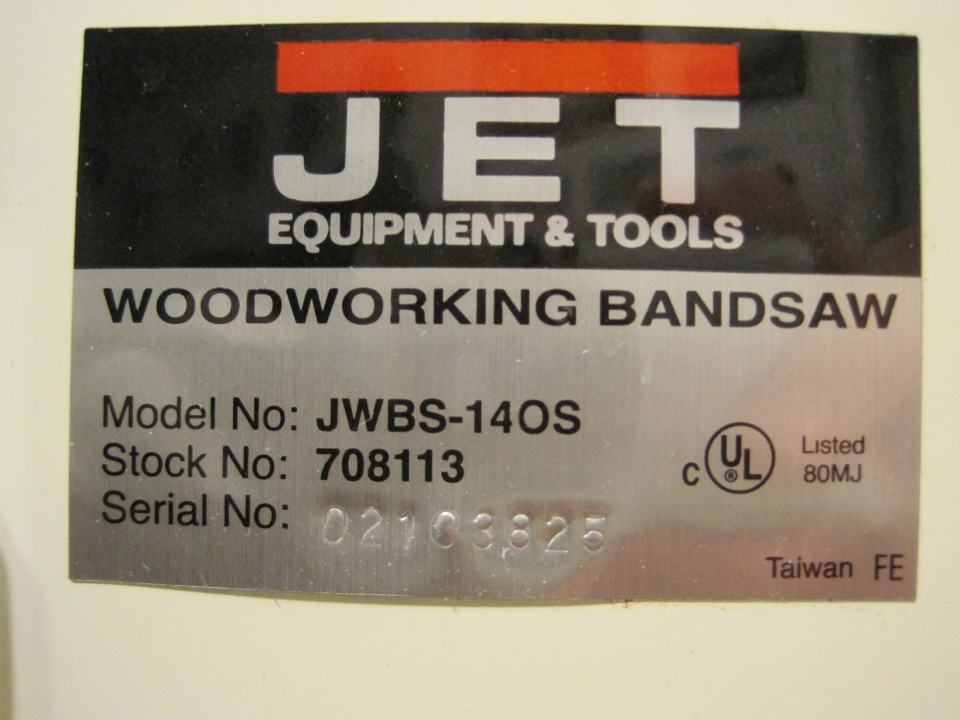 JET
EQUIPMENT & TOOLS
WOODWORKING BANDSAW
Model No: JWBS-14OS
Stock No: 708113
Serial No: 02103825
C UL ® Listed
80MJ
Taiwan FE